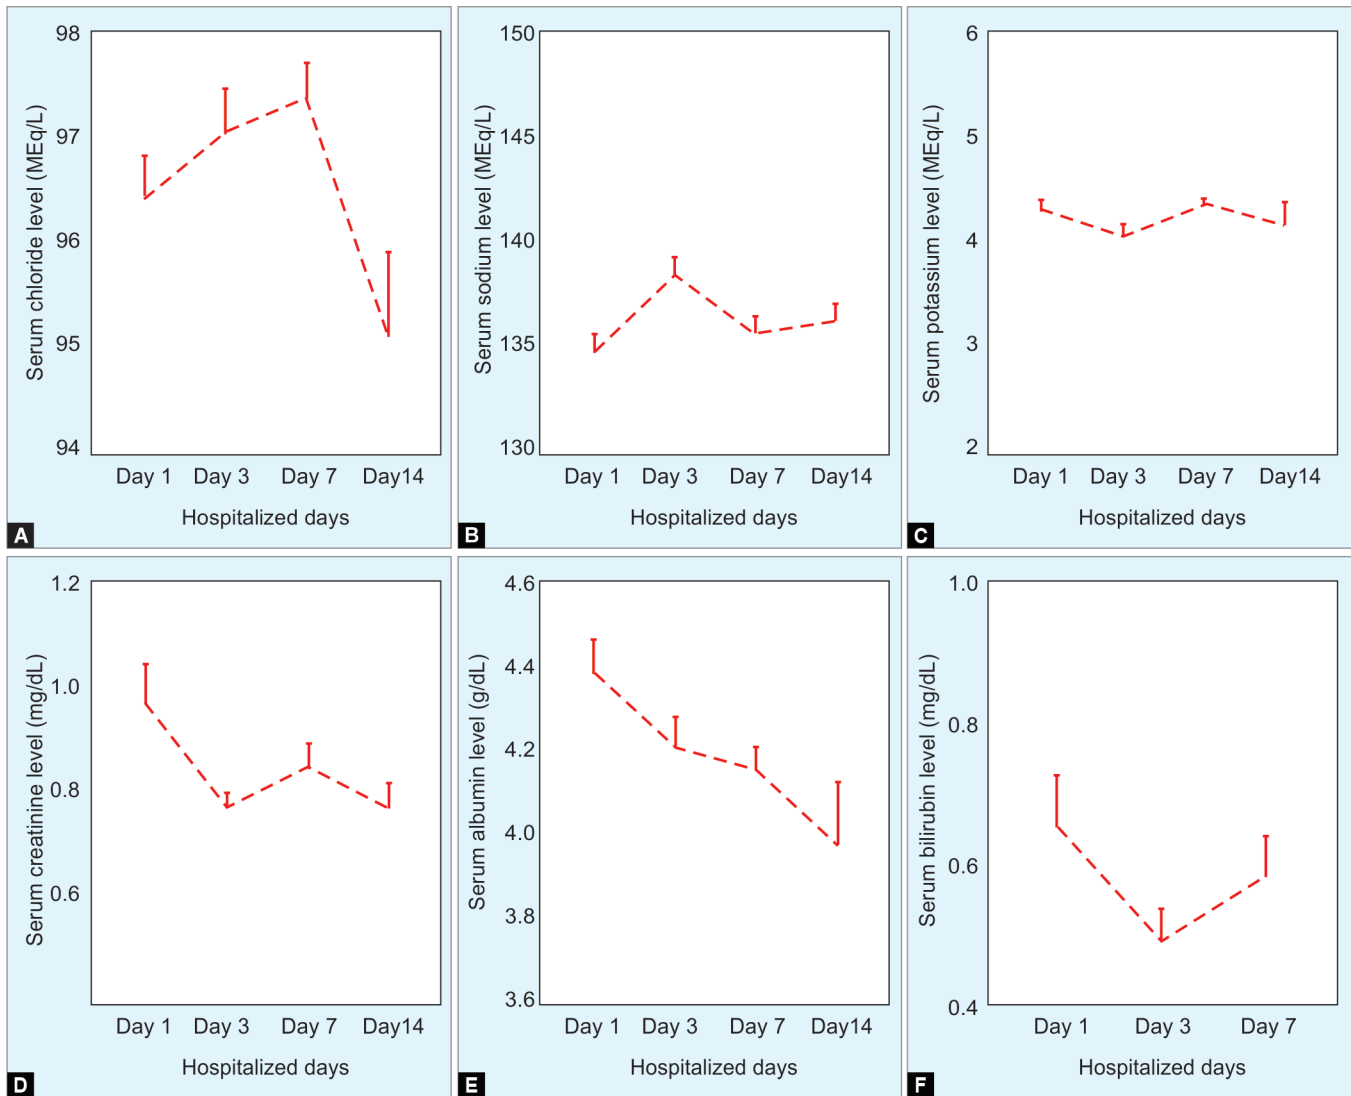 Serum chloride level (MEq/L)
98
97
96
95
94
Day 1 Day 3 Day 7 Day14
Hospitalized days
A
Serum sodium level (MEq/L)
150
145
140
135
130
Day 1 Day 3 Day 7 Day14
Hospitalized days
B
Serum potassium level (MEq/L)
6
5
4
3
2
Day 1 Day 3 Day 7 Day14
Hospitalized days
C
Serum creatinine level (mg/dL)
1.2
1.0
0.8
0.6
Day 1 Day 3 Day 7 Day14
Hospitalized days
D
Serum albumin level (g/dL)
4.6
4.4
4.2
4.0
3.8
3.6
Day 1 Day 3 Day 7 Day14
Hospitalized days
E
Serum bilirubin level (mg/dL)
1.0
0.8
0.6
0.4
Day 1 Day 3 Day 7
Hospitalized days
F